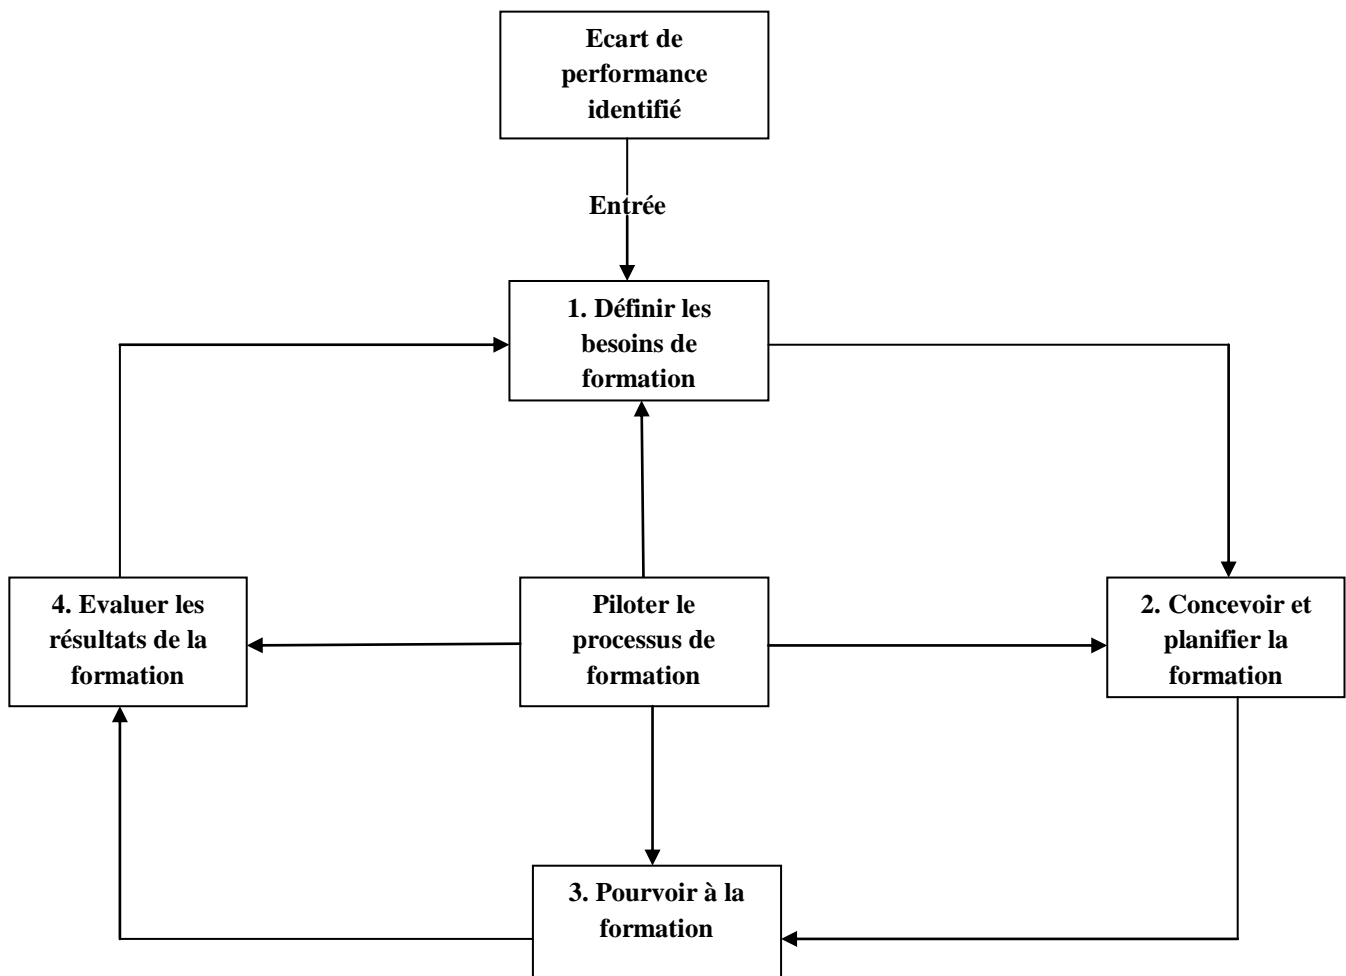 Ecart de
performance
identifié
Entrée
1. Définir les
besoins de
formation
4. Evaluer les
résultats de la
formation
Piloter le
processus de
formation
2. Concevoir et
planifier la
formation
3. Pourvoir à la
formation